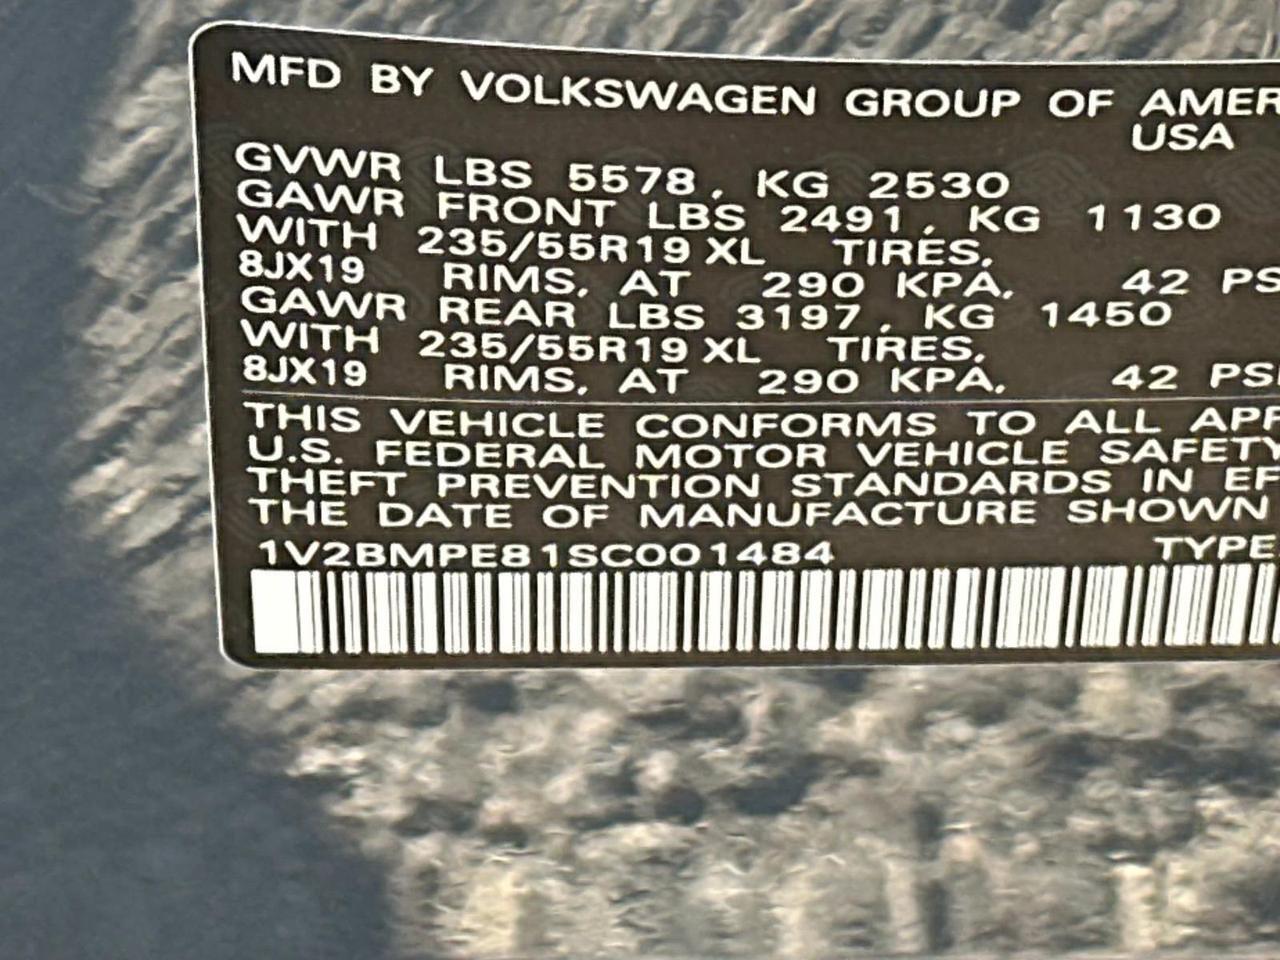 MFD BY VOLKSWAGEN GROUP OF AMER
USA
GVWR LBS 5578, KG 2530
GAWR FRONT LBS 2491, KG 1130
WITH 235/55R19 XL TIRES,
8JX19 RIMS, AT 290 KPA, 42 PS
GAWR REAR LBS 3197, KG 1450
WITH 235/55R19 XL TIRES,
8JX19 RIMS, AT 290 KPA, 42 PSI
THIS VEHICLE CONFORMS TO ALL APP
U.S. FEDERAL MOTOR VEHICLE SAFETY
THEFT PREVENTION STANDARDS IN EF
THE DATE OF MANUFACTURE SHOWN
1V2BMPE81SC001484 TYPE